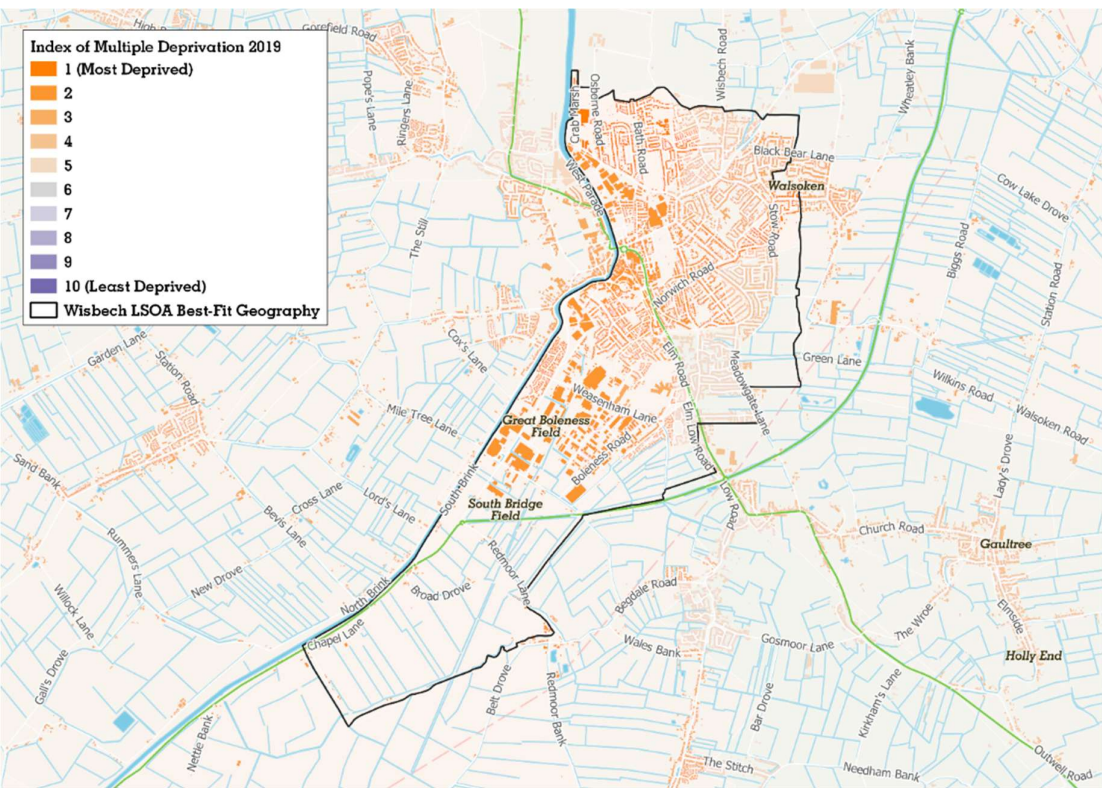 Index of Multiple Deprivation 2019
1 (Most Deprived)
2
3
4
5
6
7
8
9
10 (Least Deprived)
Wisbech LSOA Best-Fit Geography
Gorefield Road
Pope's Lane
Ringers Lane
Crab Marsh
Osborne Road
Bath Road
Wisbech Road
Wheatley Bank
Black Bear Lane
Walsoken
Cow Lake Drove
West Parade
Stow Road
The Still
Biggs Road
Station Road
Norwich Road
Garden Lane
Station Road
Cox's Lane
Elm Road
Meadowgate Lane
Green Lane
Wilkins Road
Walsoken Road
Mile Tree Lane
Weasenham Lane
Great Boleness
Field
Elm Low Road
Boleness Road
Lady's Drove
Sand Bank
Cross Lane
Lord's Lane
South Brink
South Bridge
Field
Low Road
Bevis Lane
Church Road
Gaultree
Rummers Lane
New Drove
Redmoor Lane
Willock Lane
North Brink
Broad Drove
Begdale Road
The Wroe
Elmside
Chapel Lane
Wales Bank
Gosmoor Lane
Holly End
Gall's Drove
Belt Drove
Redmoor Bank
Bar Drove
Kirkham's Lane
Nettle Bank
The Stitch
Needham Bank
Outwell Road